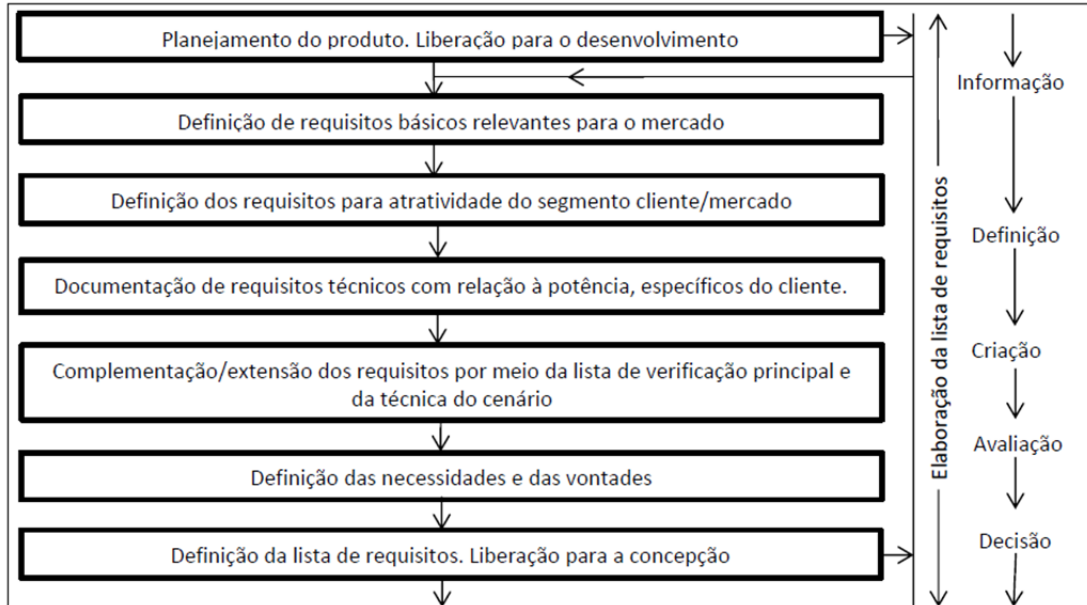 Planejamento do produto. Liberação para o desenvolvimento
Definição de requisitos básicos relevantes para o mercado
Definição dos requisitos para atratividade do segmento cliente/mercado
Documentação de requisitos técnicos com relação à potência, específicos do cliente.
Complementação/extensão dos requisitos por meio da lista de verificação principal e
da técnica do cenário
Definição das necessidades e das vontades
Definição da lista de requisitos. Liberação para a concepção
Elaboração da lista de requisitos
Informação
Definição
Criação
Avaliação
Decisão